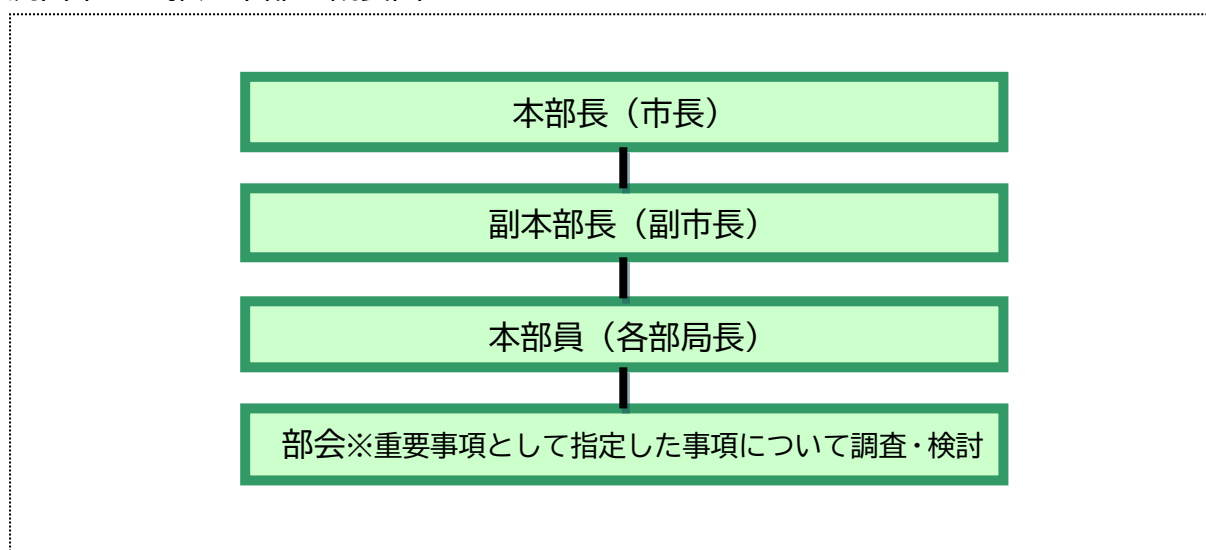 本部長（市長）
副本部長（副市長）
本部員（各部局長）
部会※重要事項として指定した事項について調査・検討